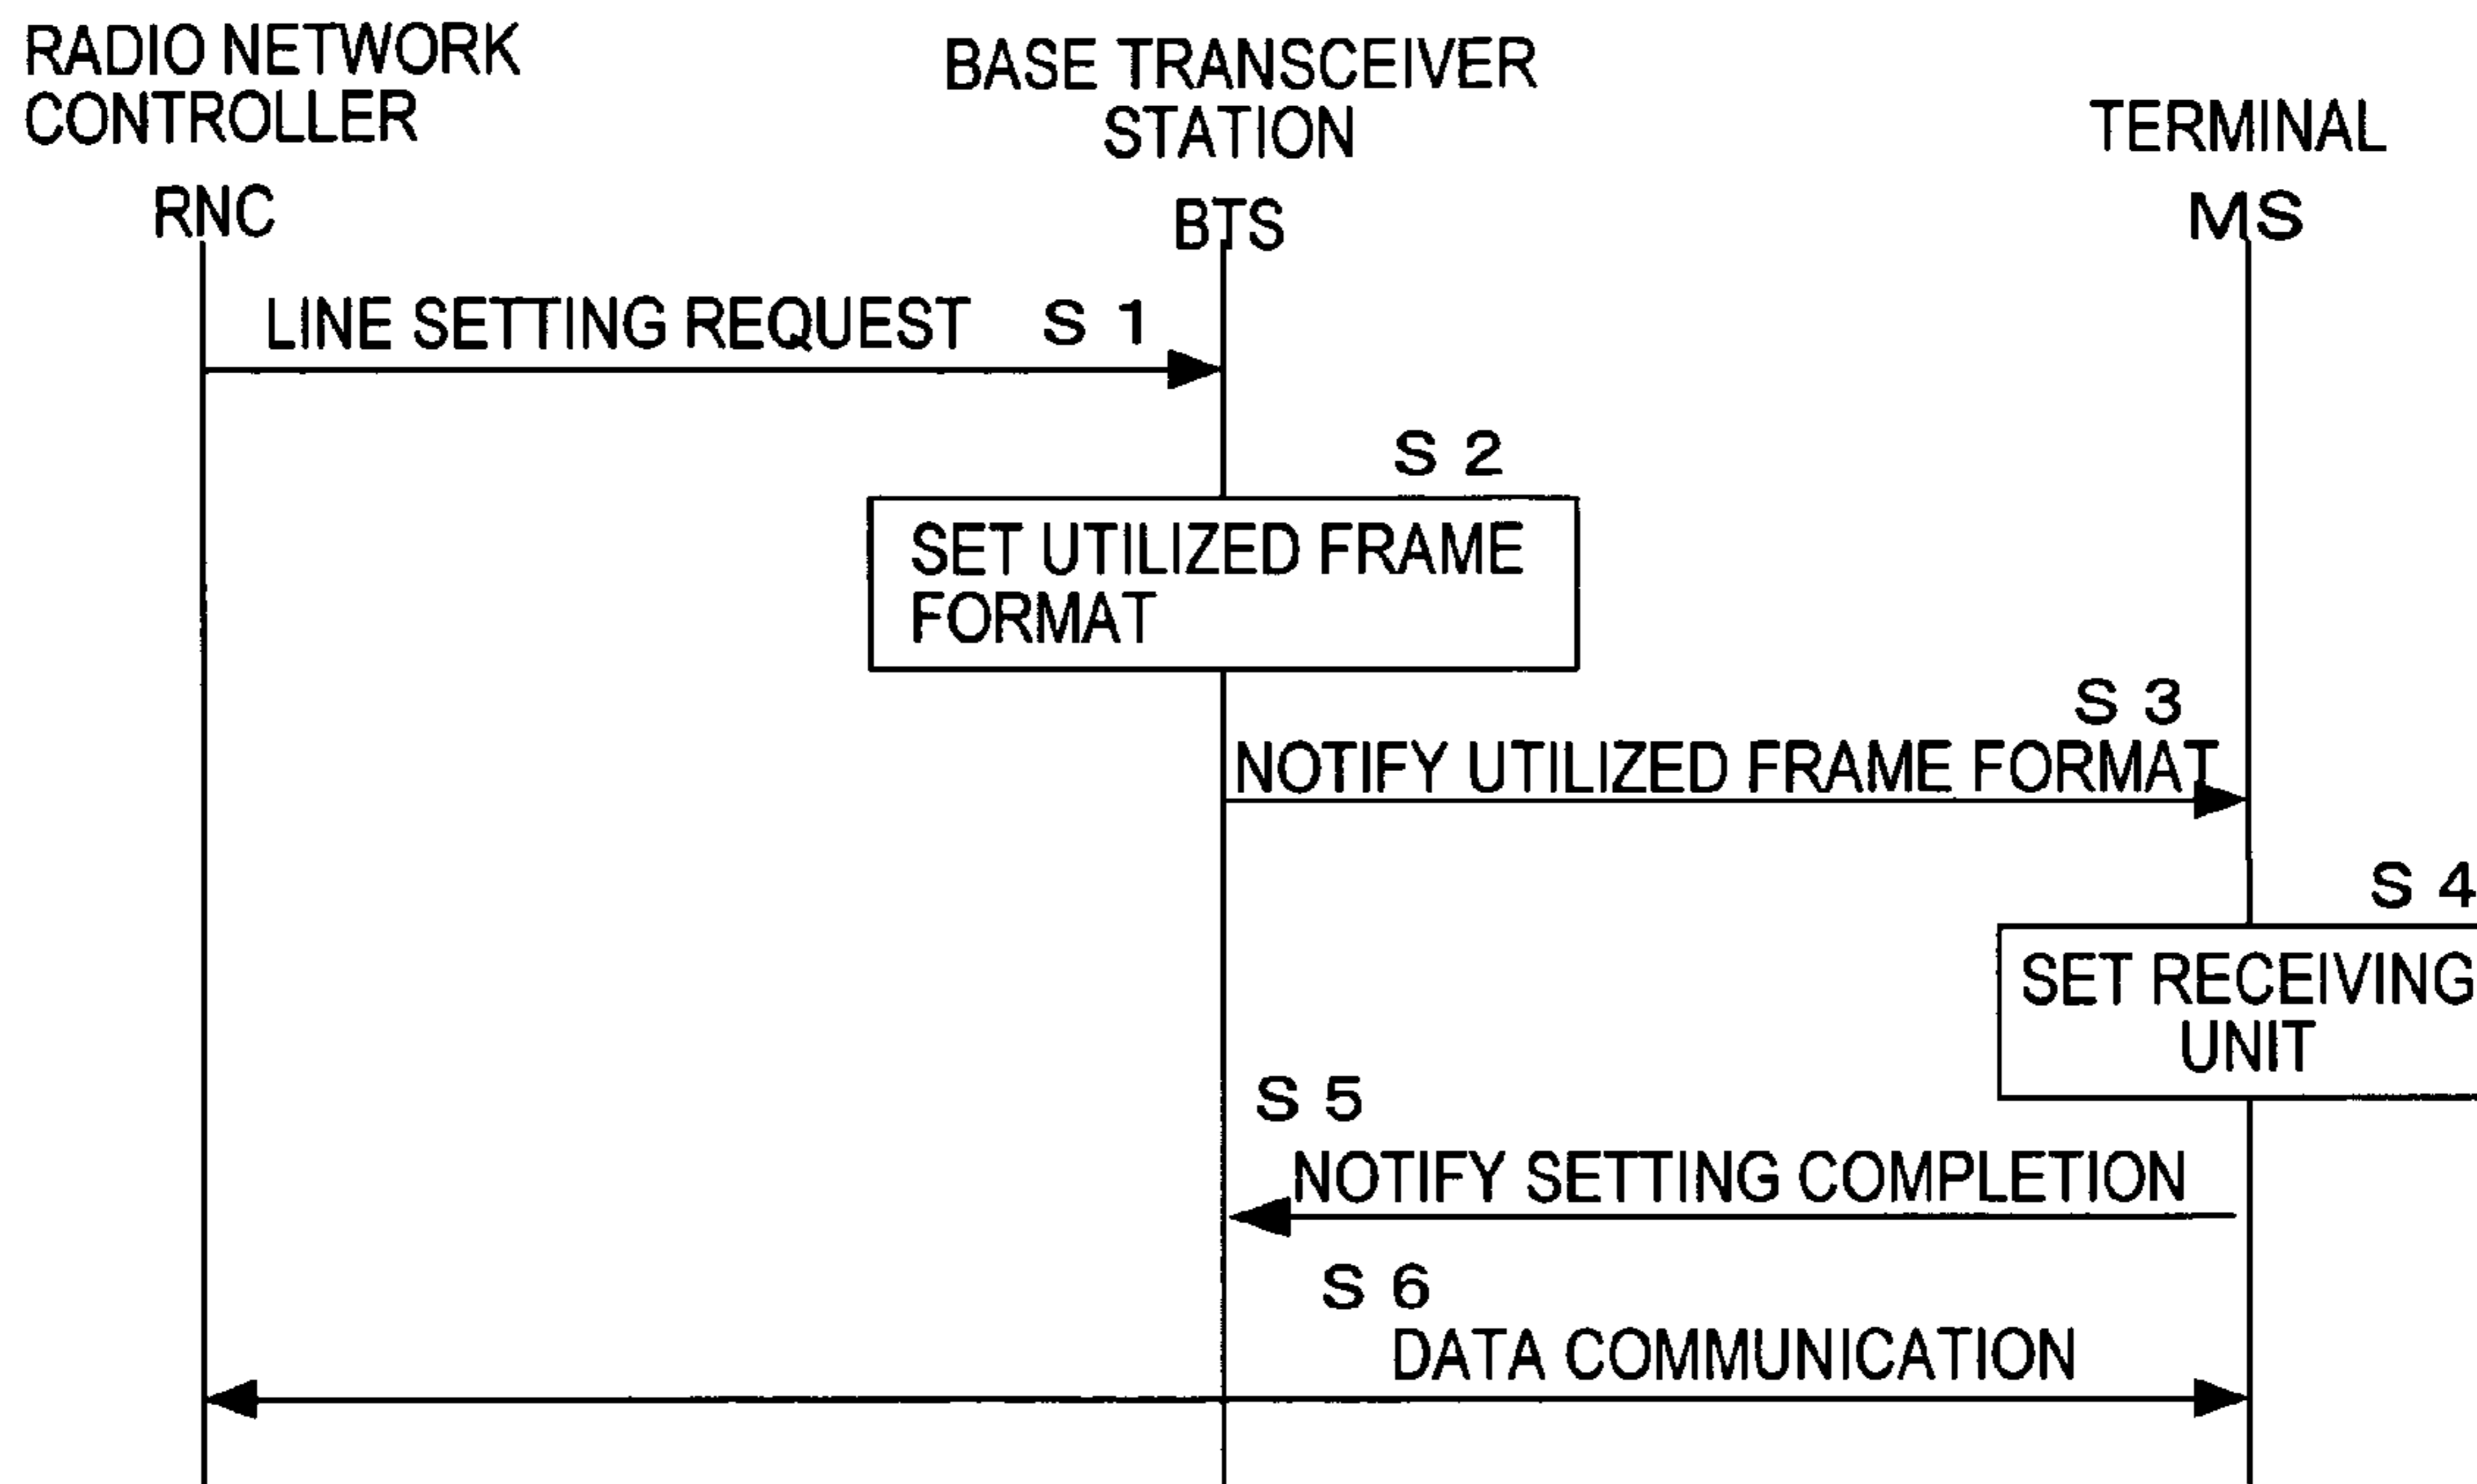 RADIO NETWORK
CONTROLLER
RNC
BASE TRANSCEIVER
STATION
BTS
TERMINAL
MS
LINE SETTING REQUEST S 1
S 2
SET UTILIZED FRAME
FORMAT
S 3
NOTIFY UTILIZED FRAME FORMAT
S 4
SET RECEIVING
UNIT
S 5
NOTIFY SETTING COMPLETION
S 6
DATA COMMUNICATION